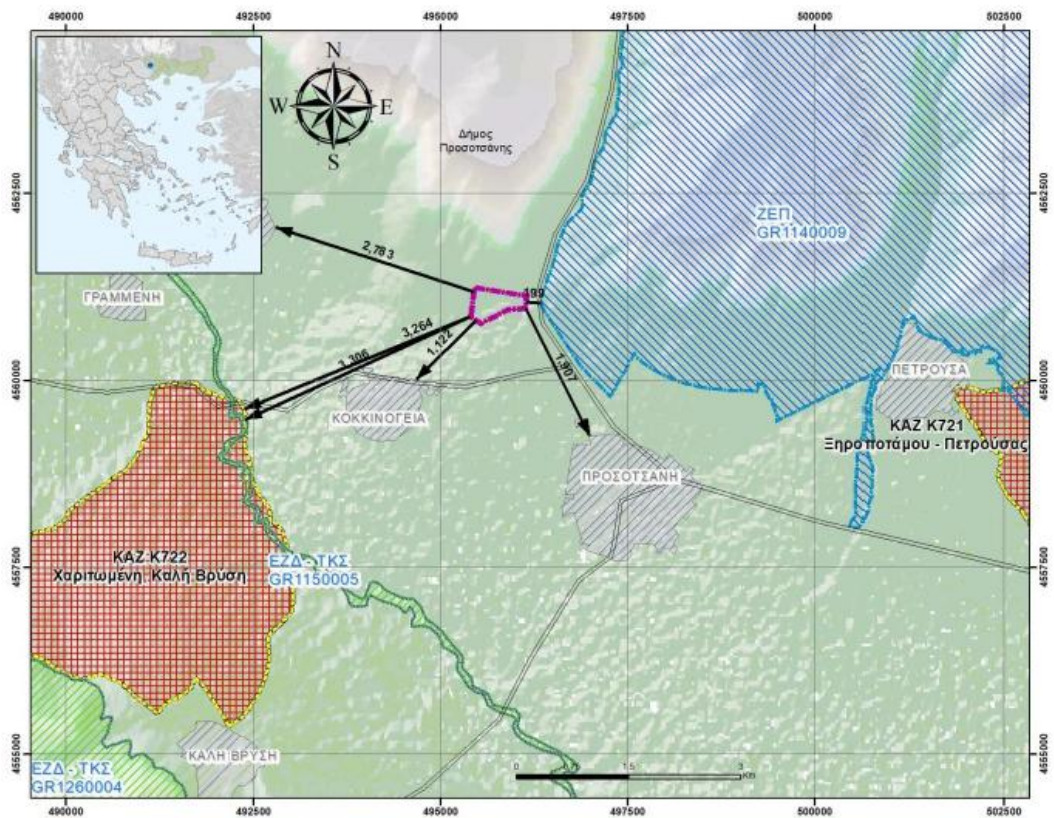 490000 492500 495000 497500 500000 502500
N
W E
S
Δήμος
Προσοτσάνης
4562500
4562500
ΖΕΠ
GR1140009
2,783
199
ΓΡΑΜΜΕΝΗ
3,264
3,306
1,122
1,907
4560000
4560000
ΠΕΤΡΟΥΣΑ
ΚΟΚΚΙΝΟΓΕΙΑ
ΚΑΖ Κ721
Ξηροποτάμου - Πετρούσας
ΠΡΟΣΟΤΣΑΝΗ
ΚΑΖ Κ722
Χαριτωμένη, Καλή Βρύση
ΕΖΔ - ΤΚΣ
GR1150005
4557500
4557500
ΚΑΛΗ ΒΡΥΣΗ
4555000
4555000
ΕΖΔ - ΤΚΣ
GR1260004
0 0,75 1,5 3
Km
490000 492500 495000 497500 500000 502500